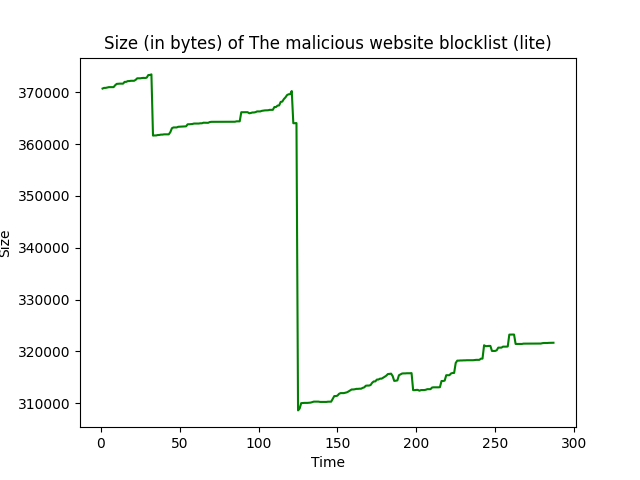 Size (in bytes) of The malicious website blocklist (lite)
370000
360000
350000
340000
330000
320000
310000
Size
0 50 100 150 200 250 300
Time